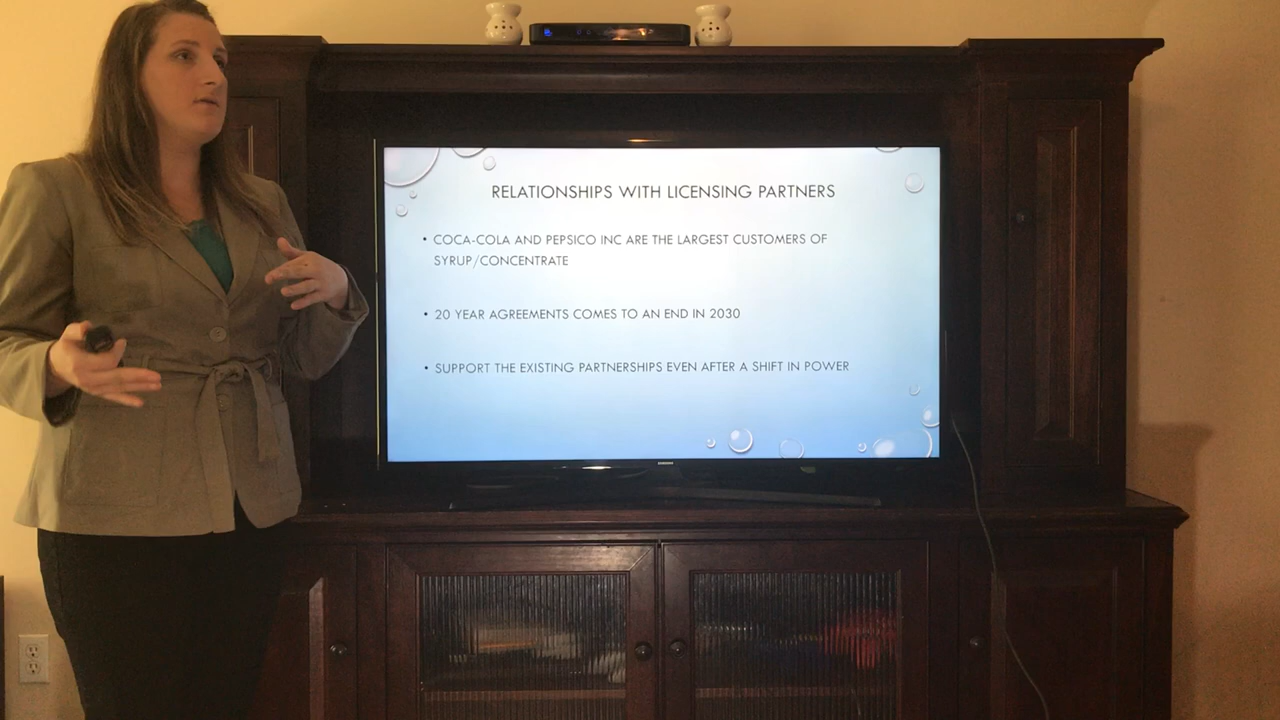 RELATIONSHIPS WITH LICENSING PARTNERS
• COCA-COLA AND PEPSICO INC ARE THE LARGEST CUSTOMERS OF
SYRUP/CONCENTRATE
• 20 YEAR AGREEMENTS COMES TO AN END IN 2030
• SUPPORT THE EXISTING PARTNERSHIPS EVEN AFTER A SHIFT IN POWER
SAMSUNG